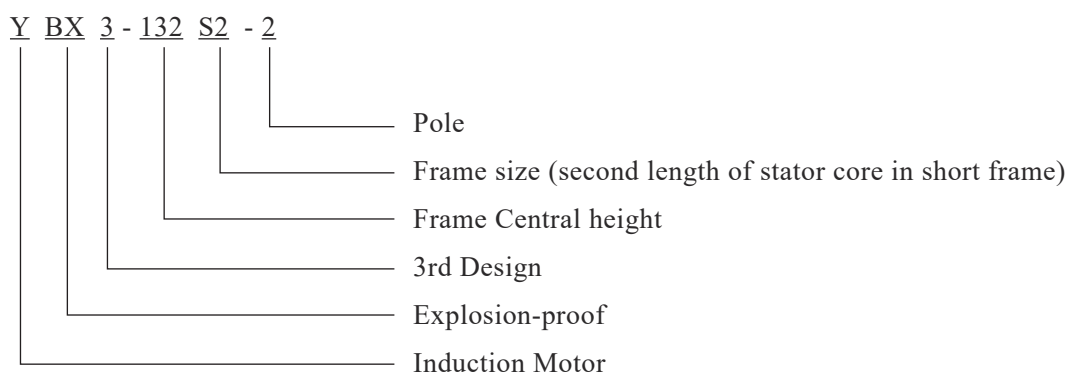 Y BX 3 - 132 S2 - 2
Pole
Frame size (second length of stator core in short frame)
Frame Central height
3rd Design
Explosion-proof
Induction Motor